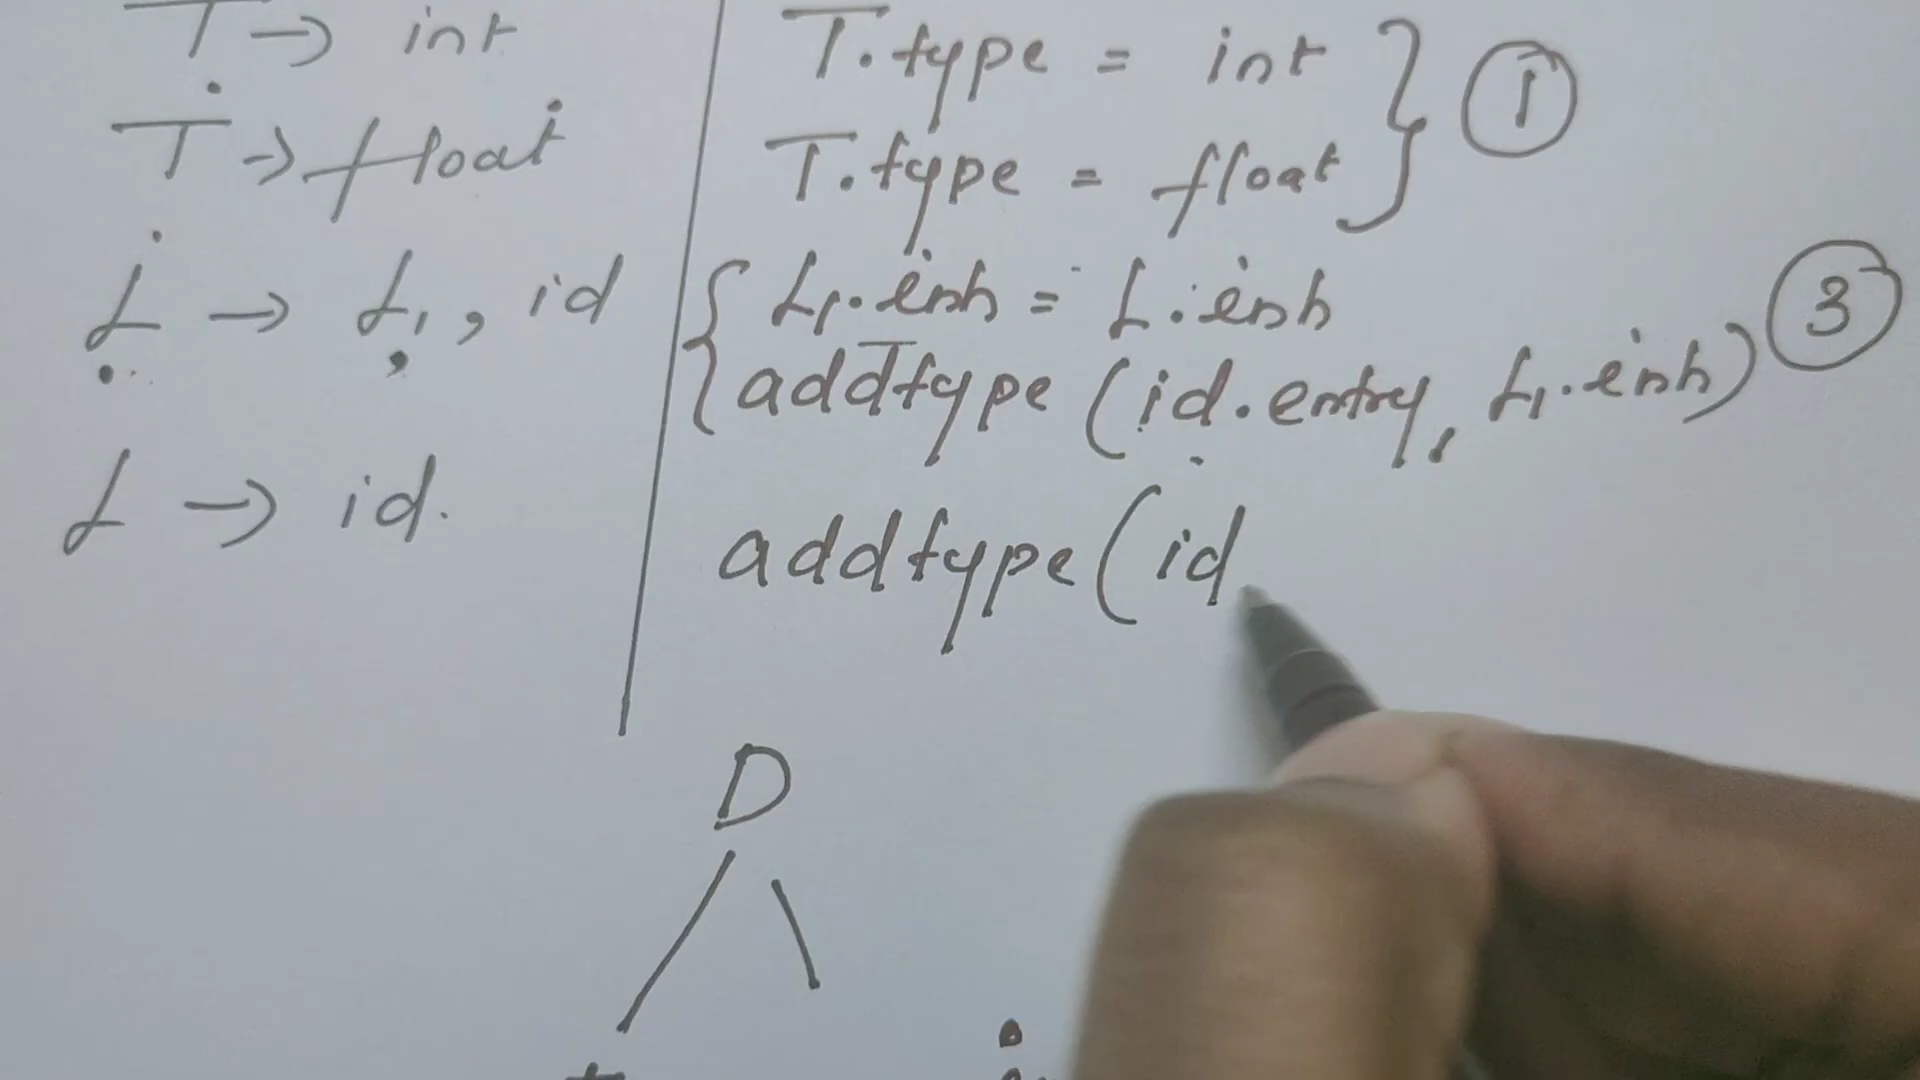 T → int
T.type = int
T → float
T.type = float
①
L → L₁, id
L₁.inh = L.inh
addtype (id.entry, L₁.inh)
③
L → id.
addtype (id
D